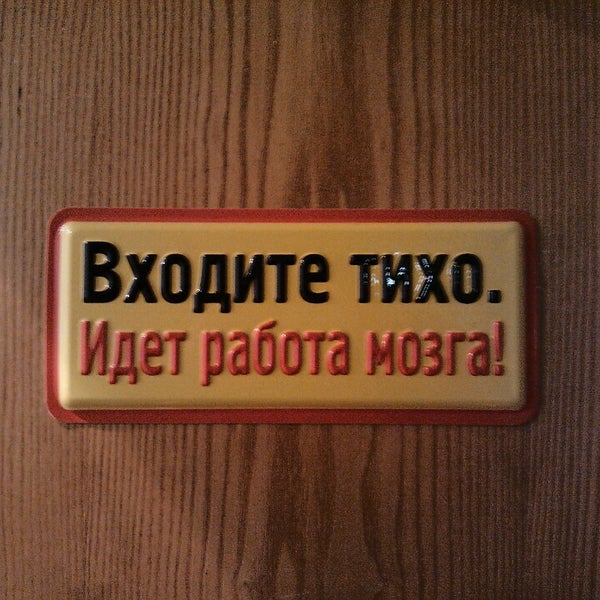 Входите тихо.
Идет работа мозга!